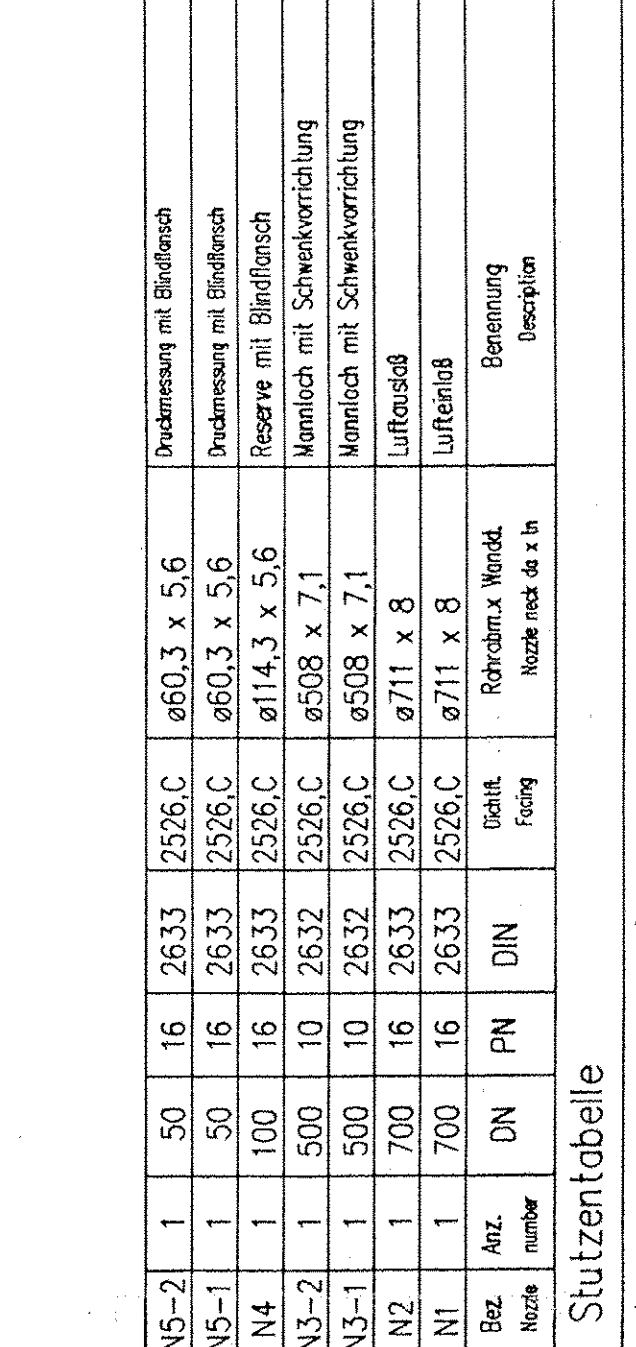 N5-2 1 50 16 2633 2526,C ø60,3 x 5,6 Druckmessung mit Blindflansch
N5-1 1 50 16 2633 2526,C ø60,3 x 5,6 Druckmessung mit Blindflansch
N4 1 100 16 2633 2526,C ø114,3 x 5,6 Reserve mit Blindflansch
N3-2 1 500 10 2632 2526,C ø508 x 7,1 Mannloch mit Schwenkvorrichtung
N3-1 1 500 10 2632 2526,C ø508 x 7,1 Mannloch mit Schwenkvorrichtung
N2 1 700 16 2633 2526,C ø711 x 8 Luftauslaß
N1 1 700 16 2633 2526,C ø711 x 8 Lufteinlaß
Bez. Anz. DN PN DIN Dichtfl. Rohrabm.x Wandd. Benennung
Nozzle number Facing Nozzle neck da x tn Description
Stutzentabelle